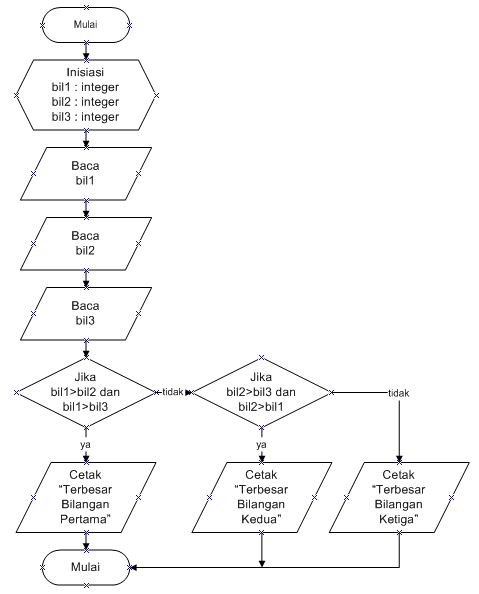 Mulai
Inisiasi
bil1 : integer
bil2 : integer
bil3 : integer
Baca
bil1
Baca
bil2
Baca
bil3
Jika
bil1>bil2 dan
bil1>bil3
tidak
Jika
bil2>bil3 dan
bil2>bil1
tidak
ya
ya
Cetak
“Terbesar
Bilangan
Pertama”
Cetak
“Terbesar
Bilangan
Kedua”
Cetak
“Terbesar
Bilangan
Ketiga”
Mulai